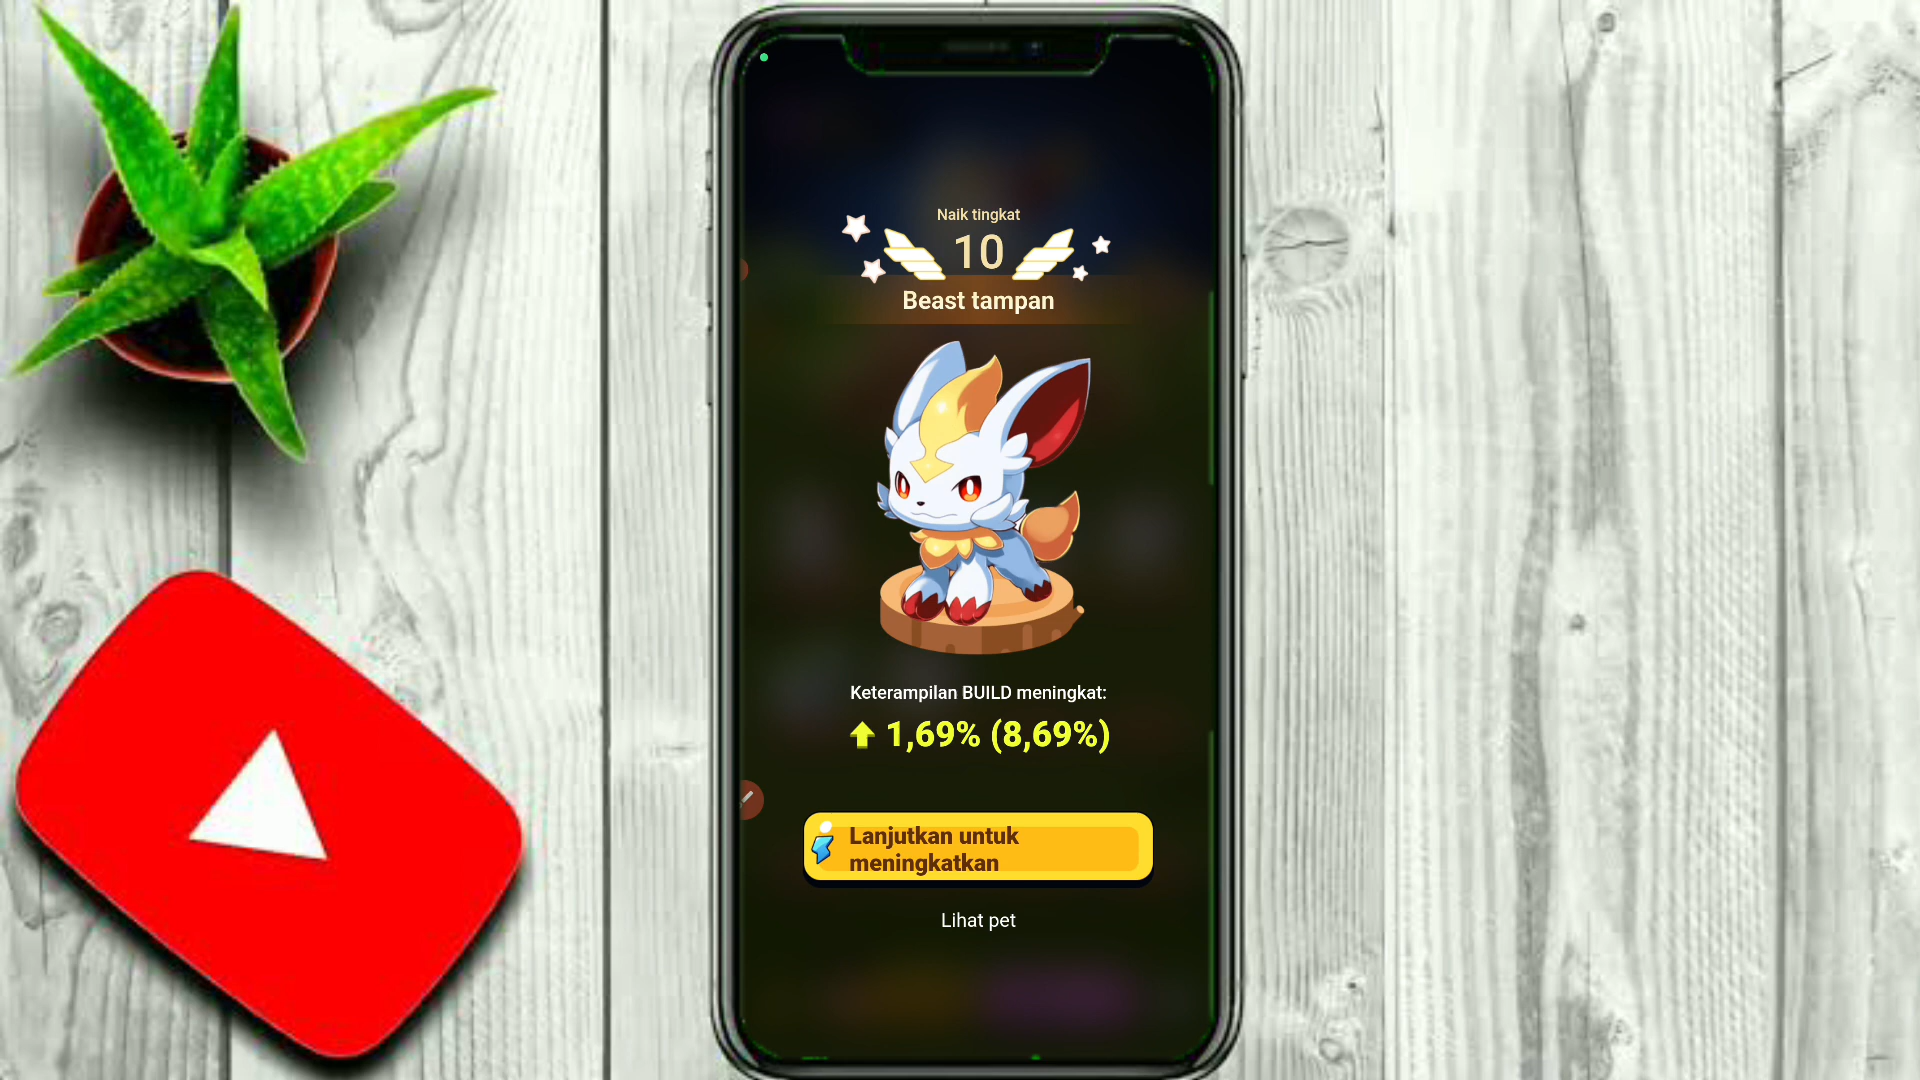 Naik tingkat
10
Beast tampan
Keterampilan BUILD meningkat:
1,69% (8,69%)
Lanjutkan untuk
meningkatkan
Lihat pet